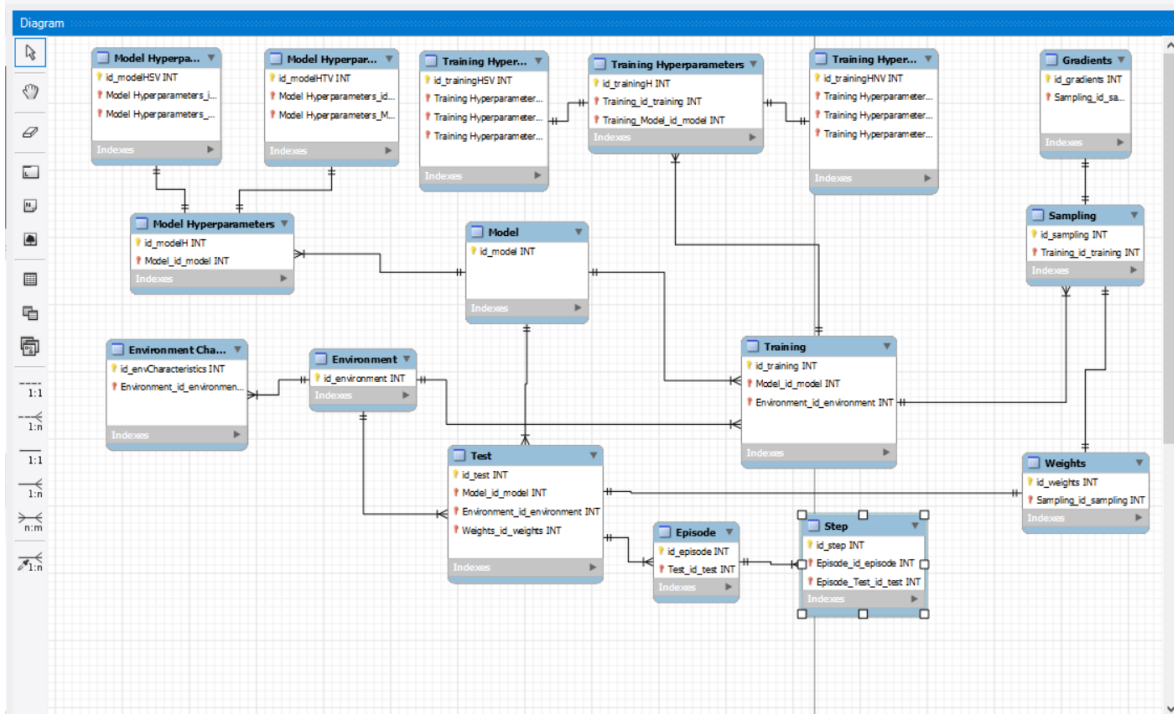 Diagram
Model Hyperpa...
id_modelHSV INT
Model Hyperparameters_i...
Model Hyperparameters_...
Indexes
Model Hyperpar...
id_modelHTV INT
Model Hyperparameters_id...
Model Hyperparameters_M...
Indexes
Training Hyper...
id_trainingHSV INT
Training Hyperparameter...
Training Hyperparameter...
Training Hyperparameter...
Indexes
Training Hyperparameters
id_trainingH INT
Training_id_training INT
Training_Model_id_model INT
Indexes
Training Hyper...
id_trainingHNV INT
Training Hyperparameter...
Training Hyperparameter...
Training Hyperparameter...
Indexes
Gradients
id_gradients INT
Sampling_id_sa...
Indexes
Model Hyperparameters
id_modelH INT
Model_id_model INT
Indexes
Model
id_model INT
Indexes
Sampling
id_sampling INT
Training_id_training INT
Indexes
Environment Cha...
id_envCharacteristics INT
Environment_id_environmen...
Indexes
Environment
id_environment INT
Indexes
Training
id_training INT
Model_id_model INT
Environment_id_environment INT
Indexes
Test
id_test INT
Model_id_model INT
Environment_id_environment INT
Weights_id_weights INT
Indexes
Weights
id_weights INT
Sampling_id_sampling INT
Indexes
Episode
id_episode INT
Test_id_test INT
Indexes
Step
id_step INT
Episode_id_episode INT
Episode_Test_id_test INT
Indexes
1:1
1:n
1:1
1:n
n:m
1:n